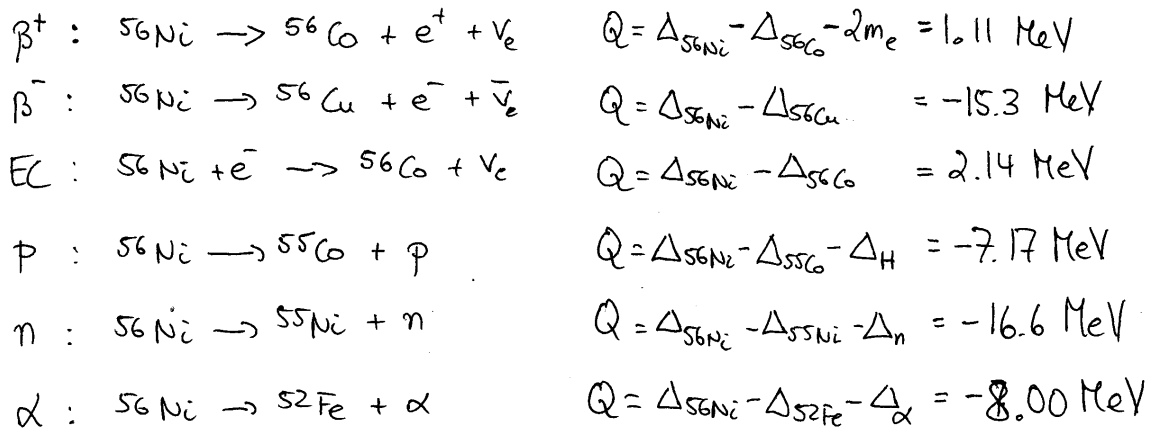 β⁺ : ⁵⁶Ni → ⁵⁶Co + e⁺ + νₑ Q = Δ₅₆Ni - Δ₅₆Co - 2mₑ = 1.11 MeV
β⁻ : ⁵⁶Ni → ⁵⁶Cu + e⁻ + ν̄ₑ Q = Δ₅₆Ni - Δ₅₆Cu = -15.3 MeV
EC : ⁵⁶Ni + e⁻ → ⁵⁶Co + νₑ Q = Δ₅₆Ni - Δ₅₆Co = 2.14 MeV
p : ⁵⁶Ni → ⁵⁵Co + p Q = Δ₅₆Ni - Δ₅₅Co - Δ_H = -7.17 MeV
n : ⁵⁶Ni → ⁵⁵Ni + n Q = Δ₅₆Ni - Δ₅₅Ni - Δₙ = -16.6 MeV
α : ⁵⁶Ni → ⁵²Fe + α Q = Δ₅₆Ni - Δ₅₂Fe - Δ_α = -8.00 MeV